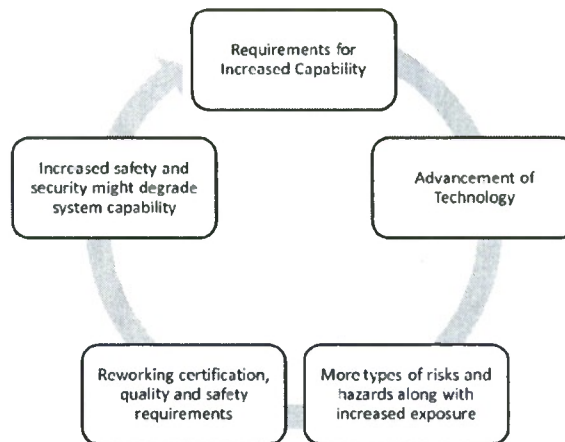 Requirements for
Increased Capability
Advancement of
Technology
More types of risks and
hazards along with
increased exposure
Reworking certification,
quality and safety
requirements
Increased safety and
security might degrade
system capability